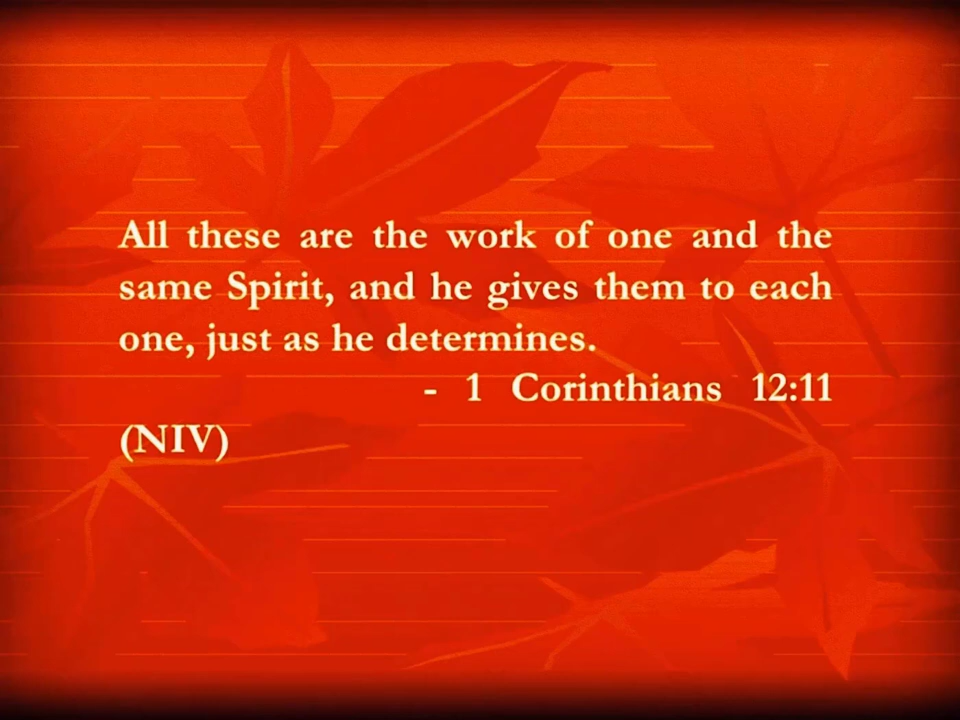 All these are the work of one and the
same Spirit, and he gives them to each
one, just as he determines.
- 1 Corinthians 12:11
(NIV)